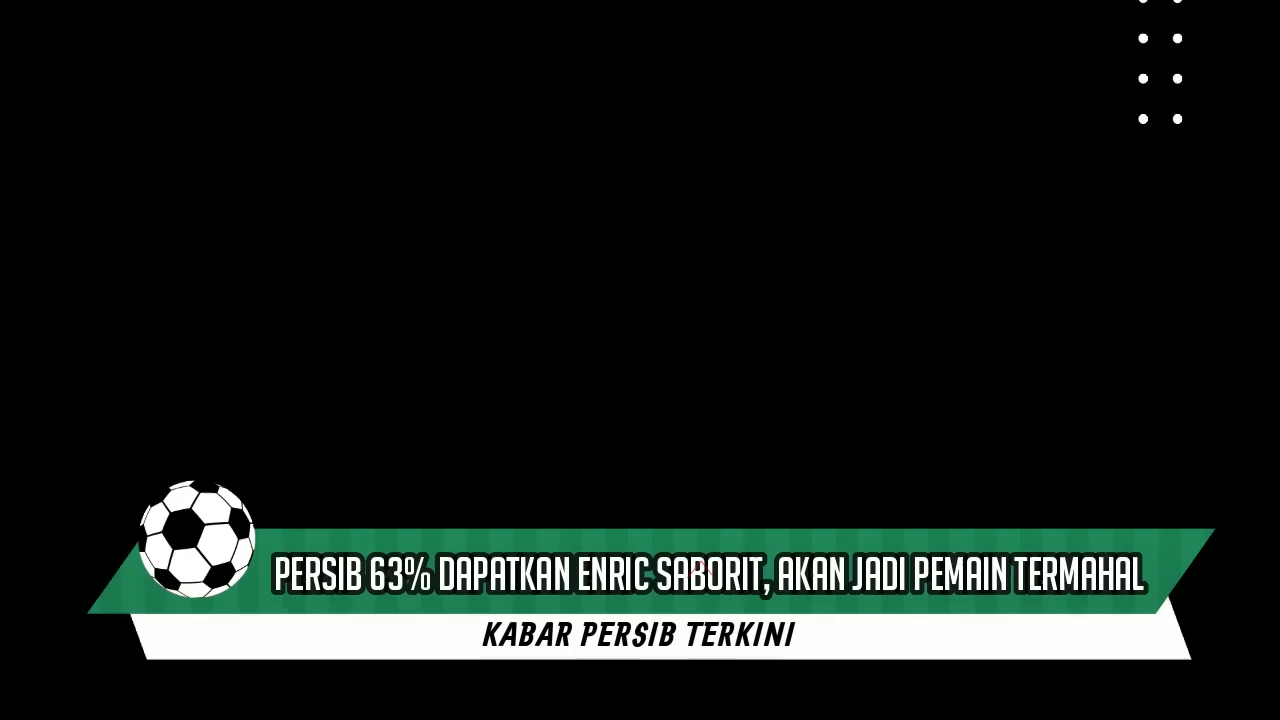 PERSIB 63% DAPATKAN ENRIC SABORIT, AKAN JADI PEMAIN TERMAHAL
KABAR PERSIB TERKINI